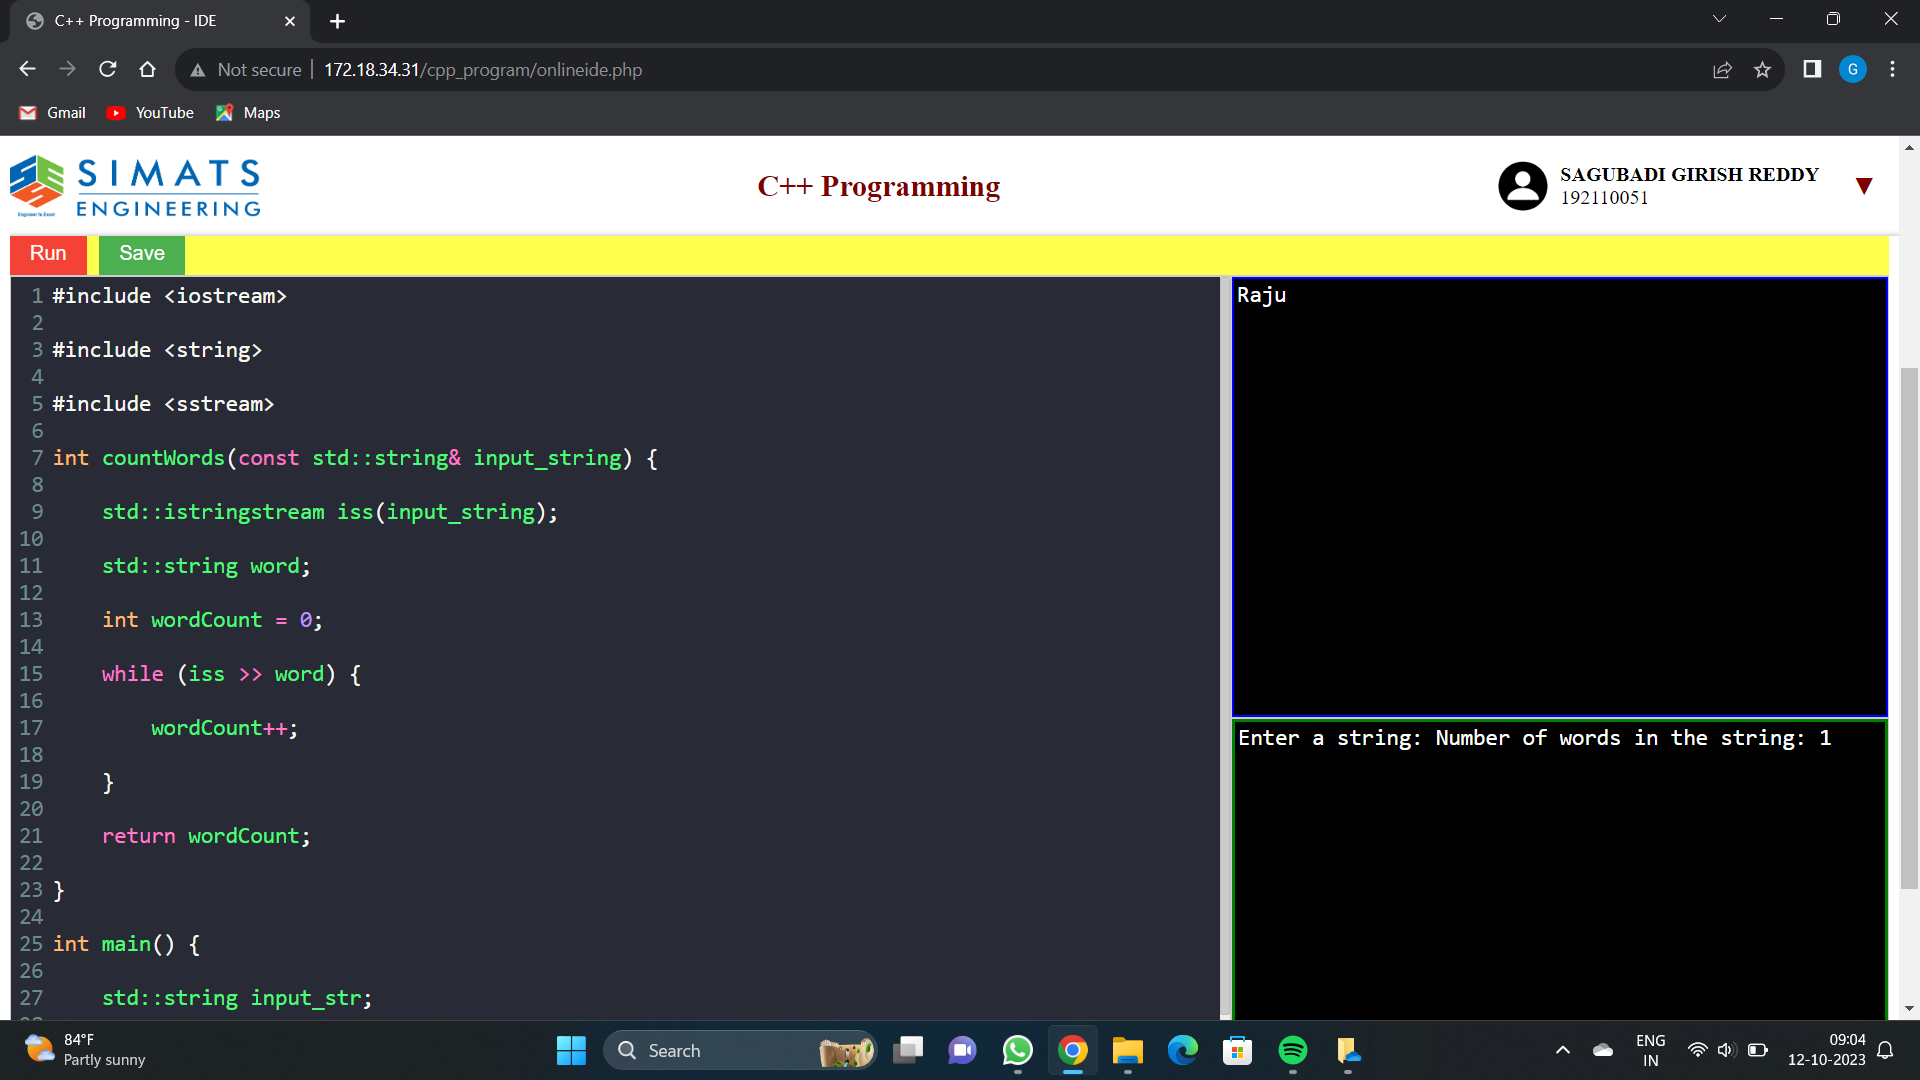 C++ Programming - IDE
Not secure | 172.18.34.31/cpp_program/onlineide.php
G
Gmail YouTube Maps
SIMATS
ENGINEERING
Engineer to Excel
C++ Programming
SAGUBADI GIRISH REDDY
192110051
Run Save
1 #include <iostream>
2
3 #include <string>
4
5 #include <sstream>
6
7 int countWords(const std::string& input_string) {
8
9     std::istringstream iss(input_string);
10
11     std::string word;
12
13     int wordCount = 0;
14
15     while (iss >> word) {
16
17         wordCount++;
18
19     }
20
21     return wordCount;
22
23 }
24
25 int main() {
26
27     std::string input_str;
Raju
Enter a string: Number of words in the string: 1
84°F
Partly sunny
Search
ENG
IN
09:04
12-10-2023